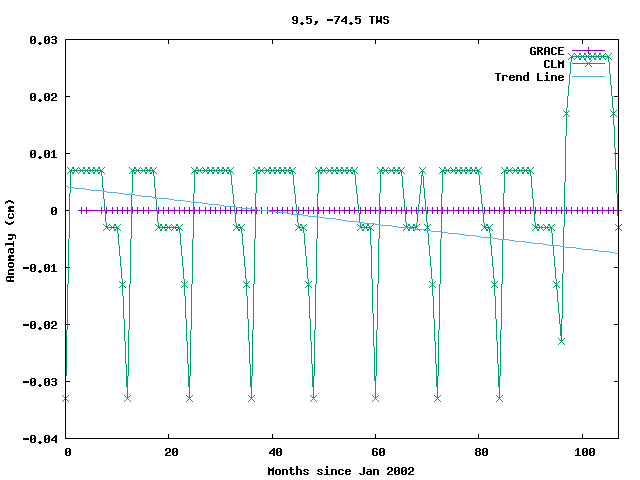 9.5, -74.5 TWS
0.03
GRACE
CLM
Trend Line
0.02
0.01
0
-0.01
-0.02
-0.03
-0.04
Anomaly (cm)
0 20 40 60 80 100
Months since Jan 2002